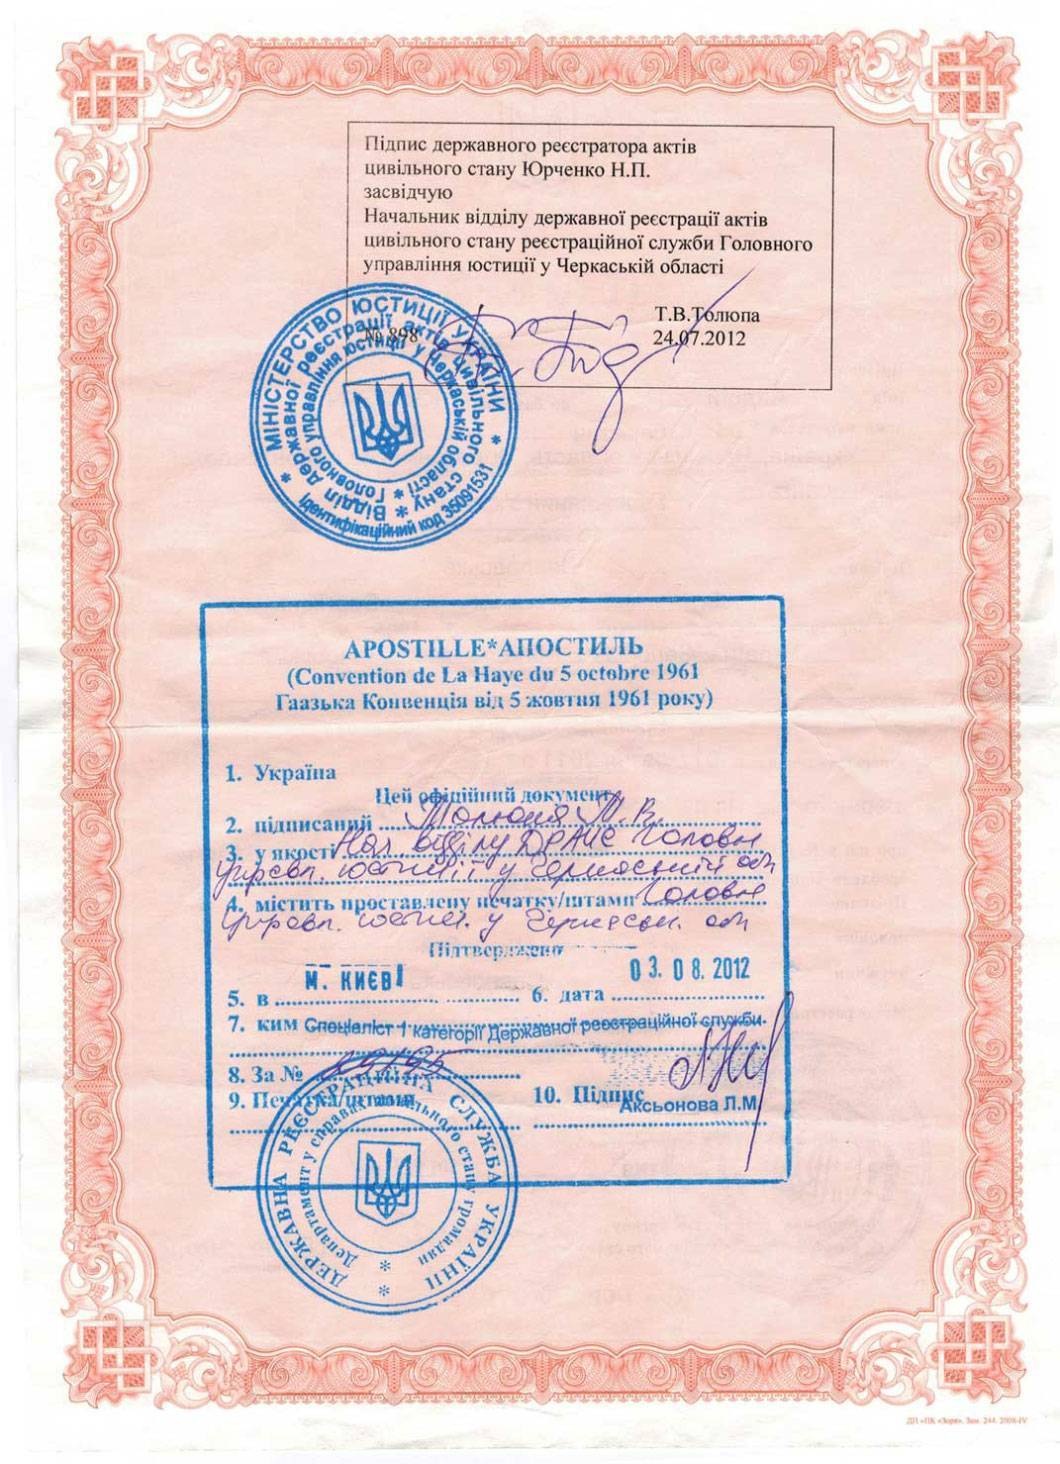 Підпис державного реєстратора актів
цивільного стану Юрченко Н.П.
засвідчую
Начальник відділу державної реєстрації актів
цивільного стану реєстраційної служби Головного
управління юстиції у Черкаській області
Т.В.Толюпа
№ 898 24.07.2012
МІНІСТЕРСТВО ЮСТИЦІЇ УКРАЇНИ
Відділ державної реєстрації актів цивільного стану
Головного управління юстиції у Черкаській області
Ідентифікаційний код 35091531
APOSTILLE*АПОСТИЛЬ
(Convention de La Haye du 5 octobre 1961
Гаазька Конвенція від 5 жовтня 1961 року)
1. Україна
Цей офіційний документ
2. підписаний Толюпа Т. В.
3. у якості Нач. відділу ДРАЦС Головн
управл. юстиції у Черкаській обл
4. містить проставлену печатку/штамп Головн
управл. юстиц. у Черкаськ. обл
Підтверджено
5. в М. КИЄВІ 6. дата 03.08.2012
7. ким Спеціаліст І категорії Державної реєстраційної служби
8. За №
9. Печатка/штамп 10. Підпис
Аксьонова Л.М.
ДЕРЖАВНА РЕЄСТРАЦІЙНА СЛУЖБА УКРАЇНИ
Департамент у справах цивільного стану громадян
ДП «ПК «Зоря». Зам. 244. 2008-IV